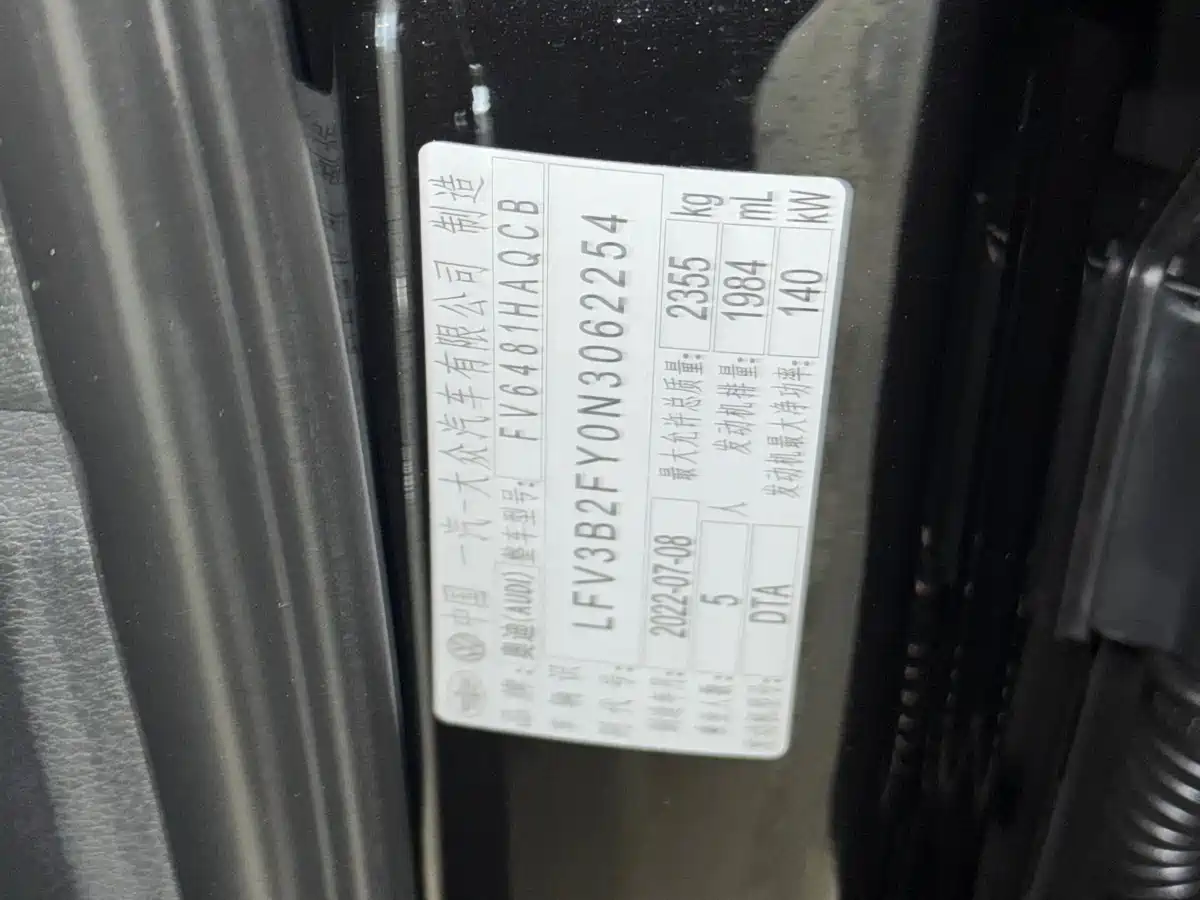 中国 一汽-大众汽车有限公司 制造
品牌: 奥迪(AUDI) 整车型号: FV6481HAQCB
车辆识别代号: LFV3B2FY0N3062254
制造年月: 2022-07-08 最大允许总质量: 2355 kg
乘坐人数: 5 人 发动机排量: 1984 mL
发动机型号: DTA 发动机最大净功率: 140 kW